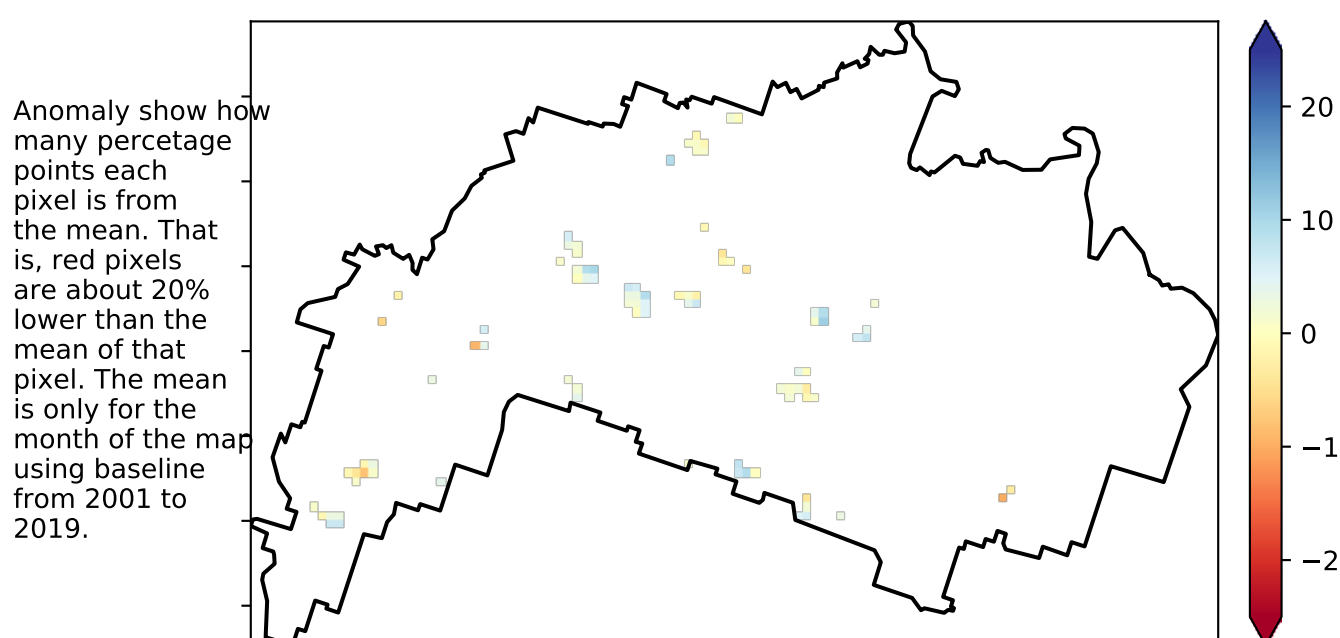 Anomaly show how
many percetage
points each
pixel is from
the mean. That
is, red pixels
are about 20%
lower than the
mean of that
pixel. The mean
is only for the
month of the map
using baseline
from 2001 to
2019.
20
10
0
−1
−2